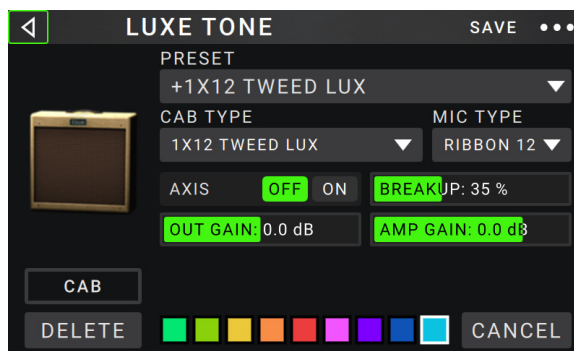 LUXE TONE
SAVE
PRESET
+1X12 TWEED LUX
CAB TYPE
MIC TYPE
1X12 TWEED LUX
RIBBON 12
AXIS OFF ON
BREAKUP: 35 %
OUT GAIN: 0.0 dB
AMP GAIN: 0.0 dB
CAB
DELETE
CANCEL